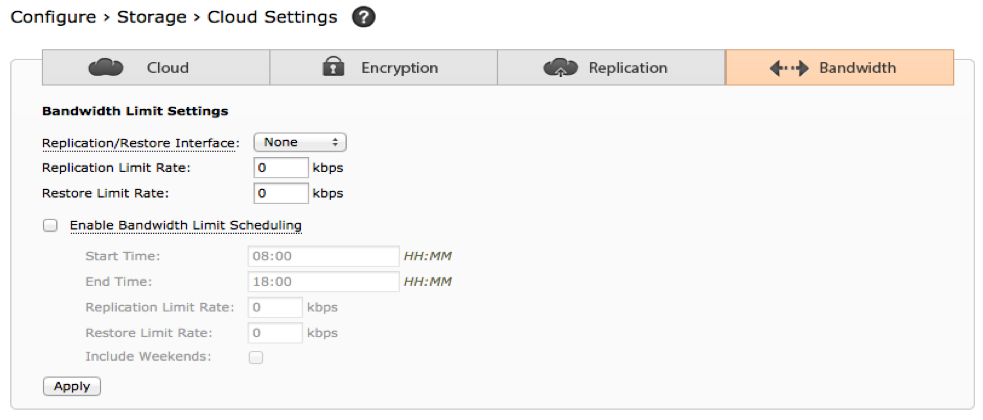 Configure › Storage › Cloud Settings ?
Cloud Encryption Replication Bandwidth
Bandwidth Limit Settings
Replication/Restore Interface: None
Replication Limit Rate: 0 kbps
Restore Limit Rate: 0 kbps
Enable Bandwidth Limit Scheduling
Start Time: 08:00 HH:MM
End Time: 18:00 HH:MM
Replication Limit Rate: 0 kbps
Restore Limit Rate: 0 kbps
Include Weekends:
Apply